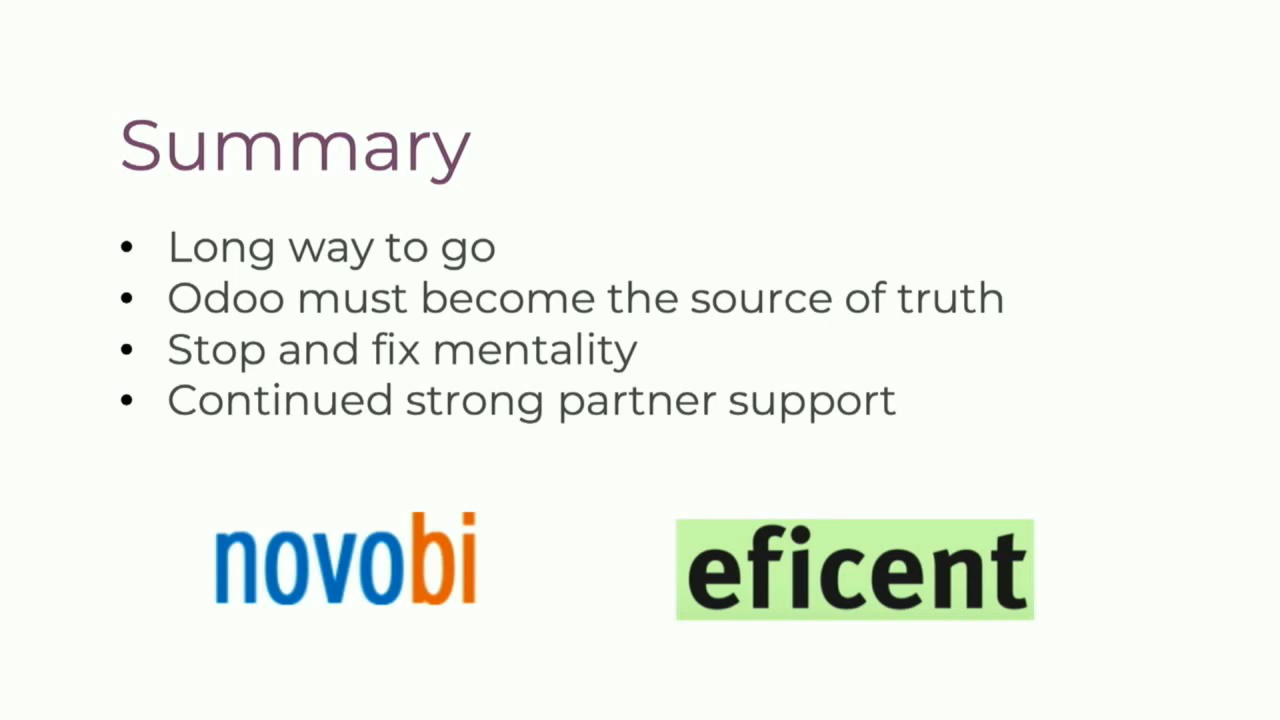 Summary
• Long way to go
• Odoo must become the source of truth
• Stop and fix mentality
• Continued strong partner support
novobi
eficent